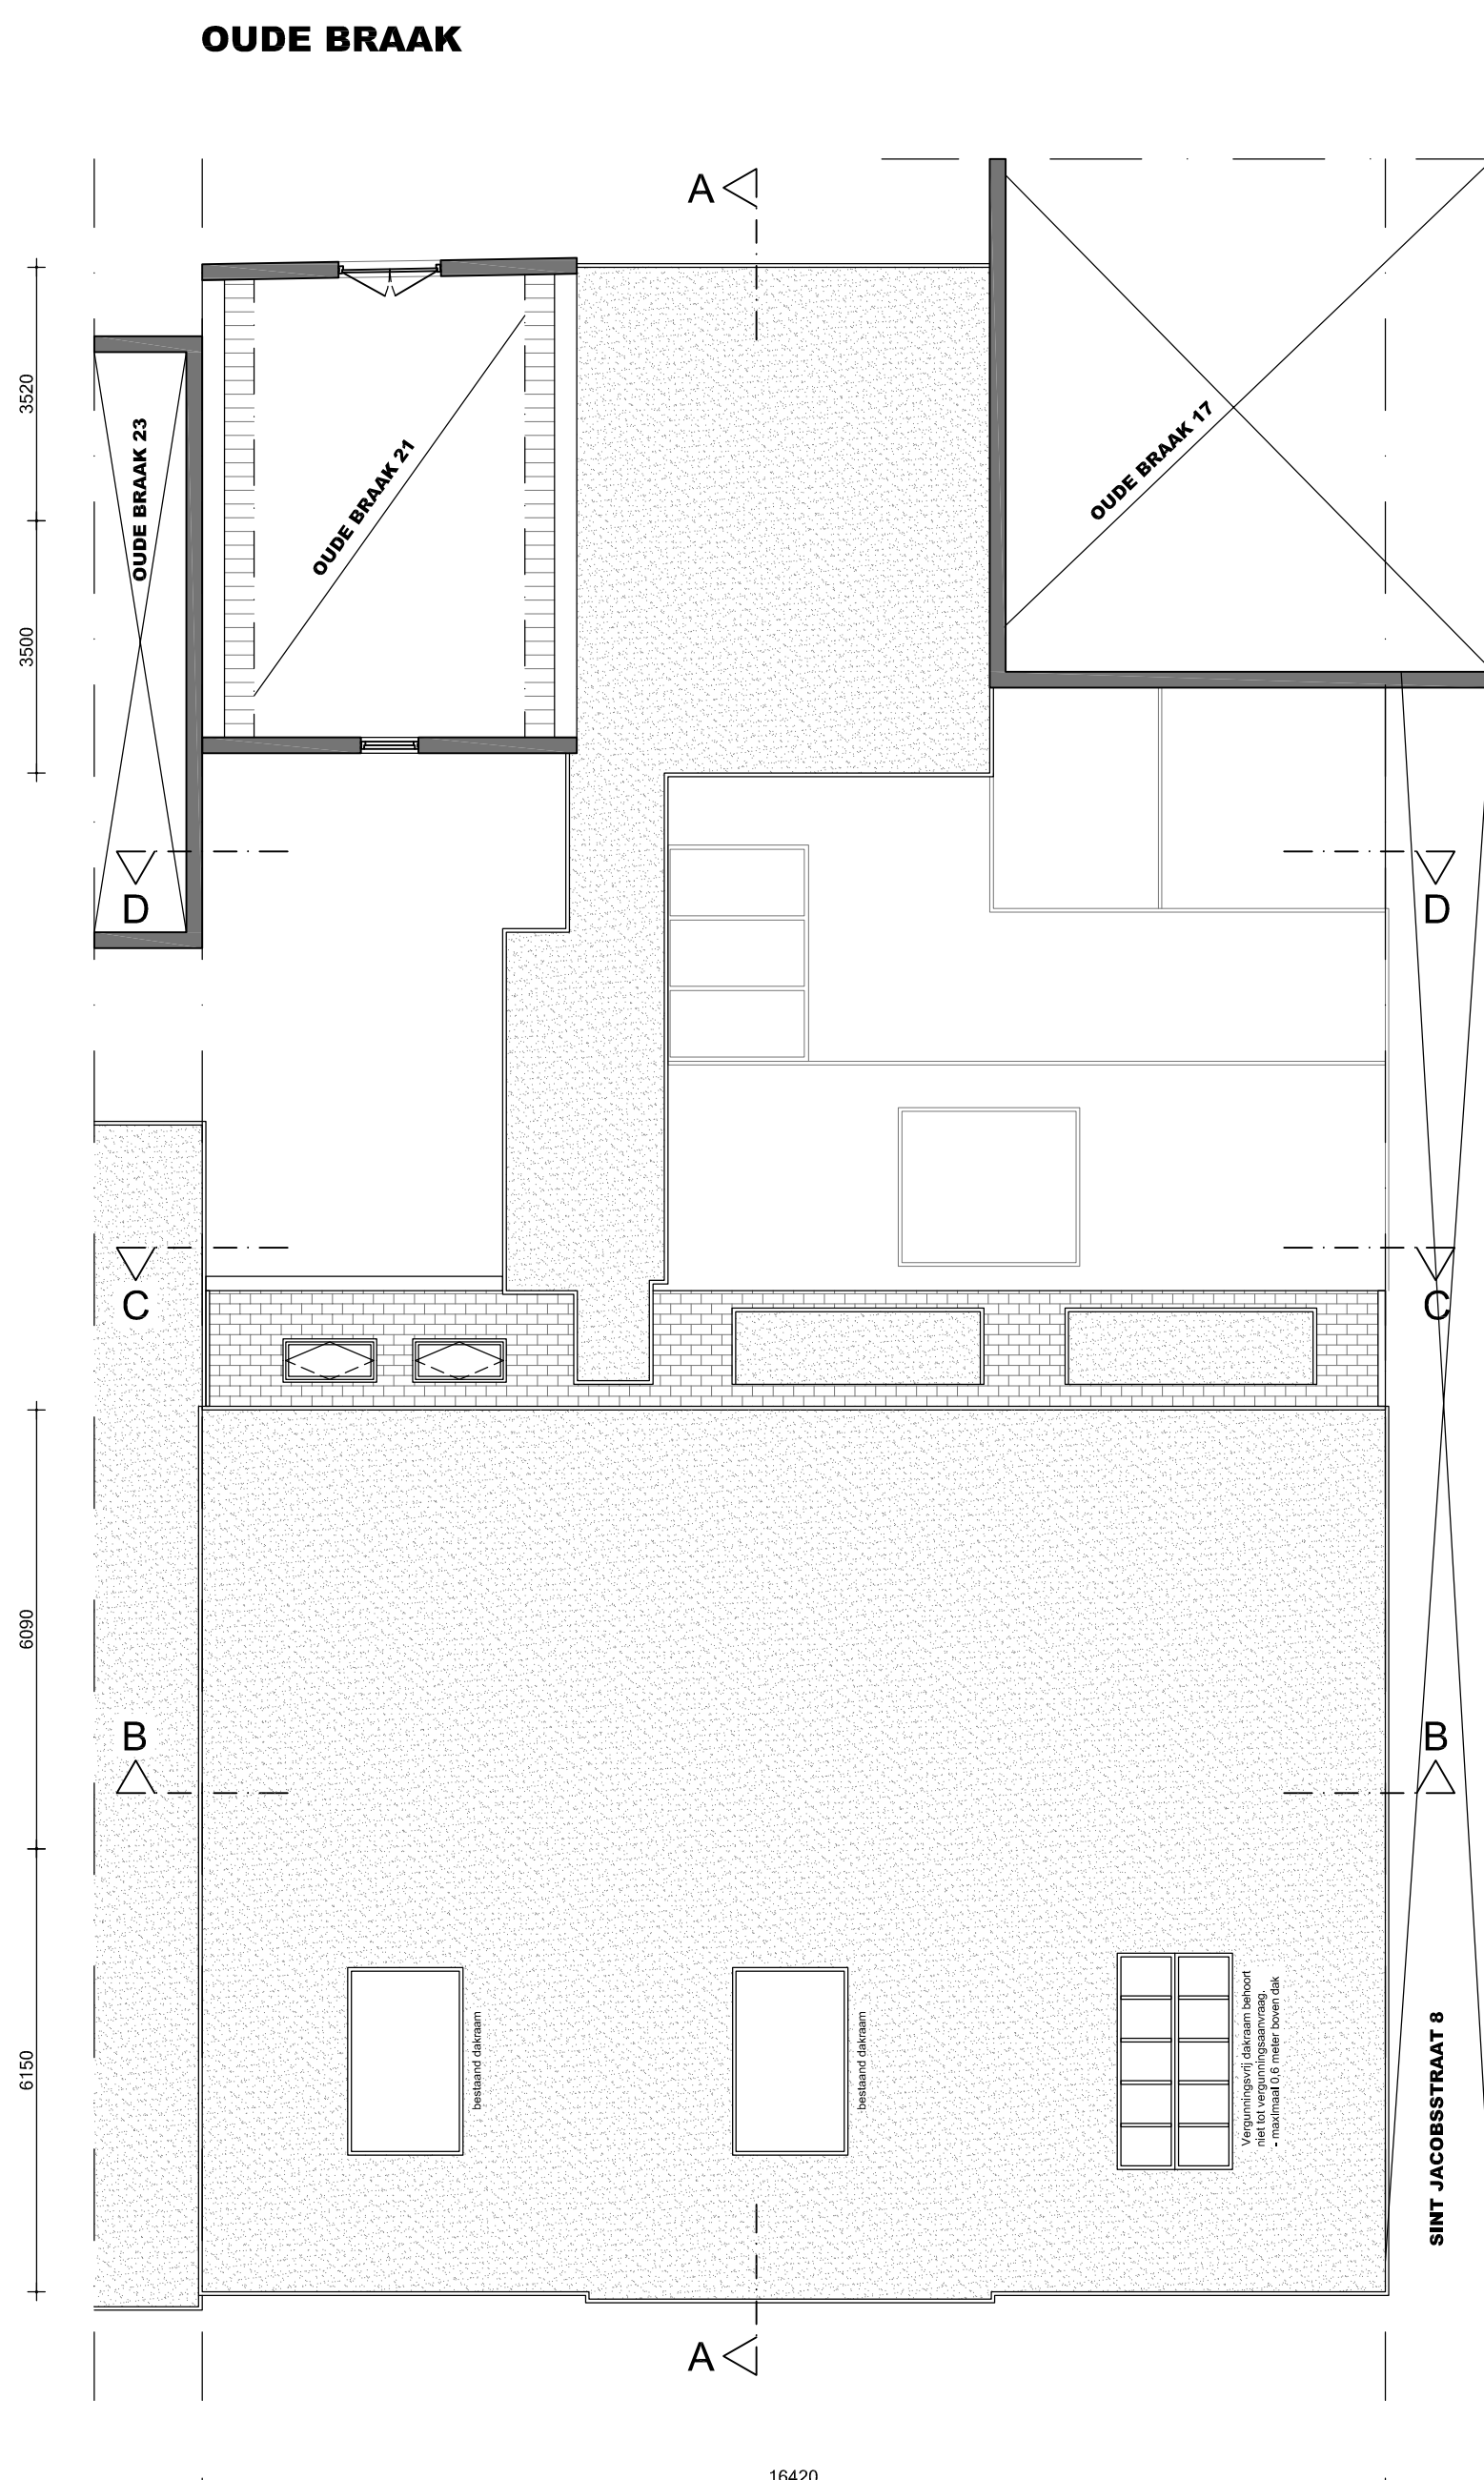 OUDE BRAAK
A
3520
OUDE BRAAK 23
OUDE BRAAK 21
OUDE BRAAK 17
3500
D
D
C
C
6090
B
B
6150
bestaand dakraam
bestaand dakraam
Vergunningsvrij dakraam behoort
niet tot vergunningsaanvraag.
- maximaal 0,6 meter boven dak
SINT JACOBSSTRAAT 8
A
16420